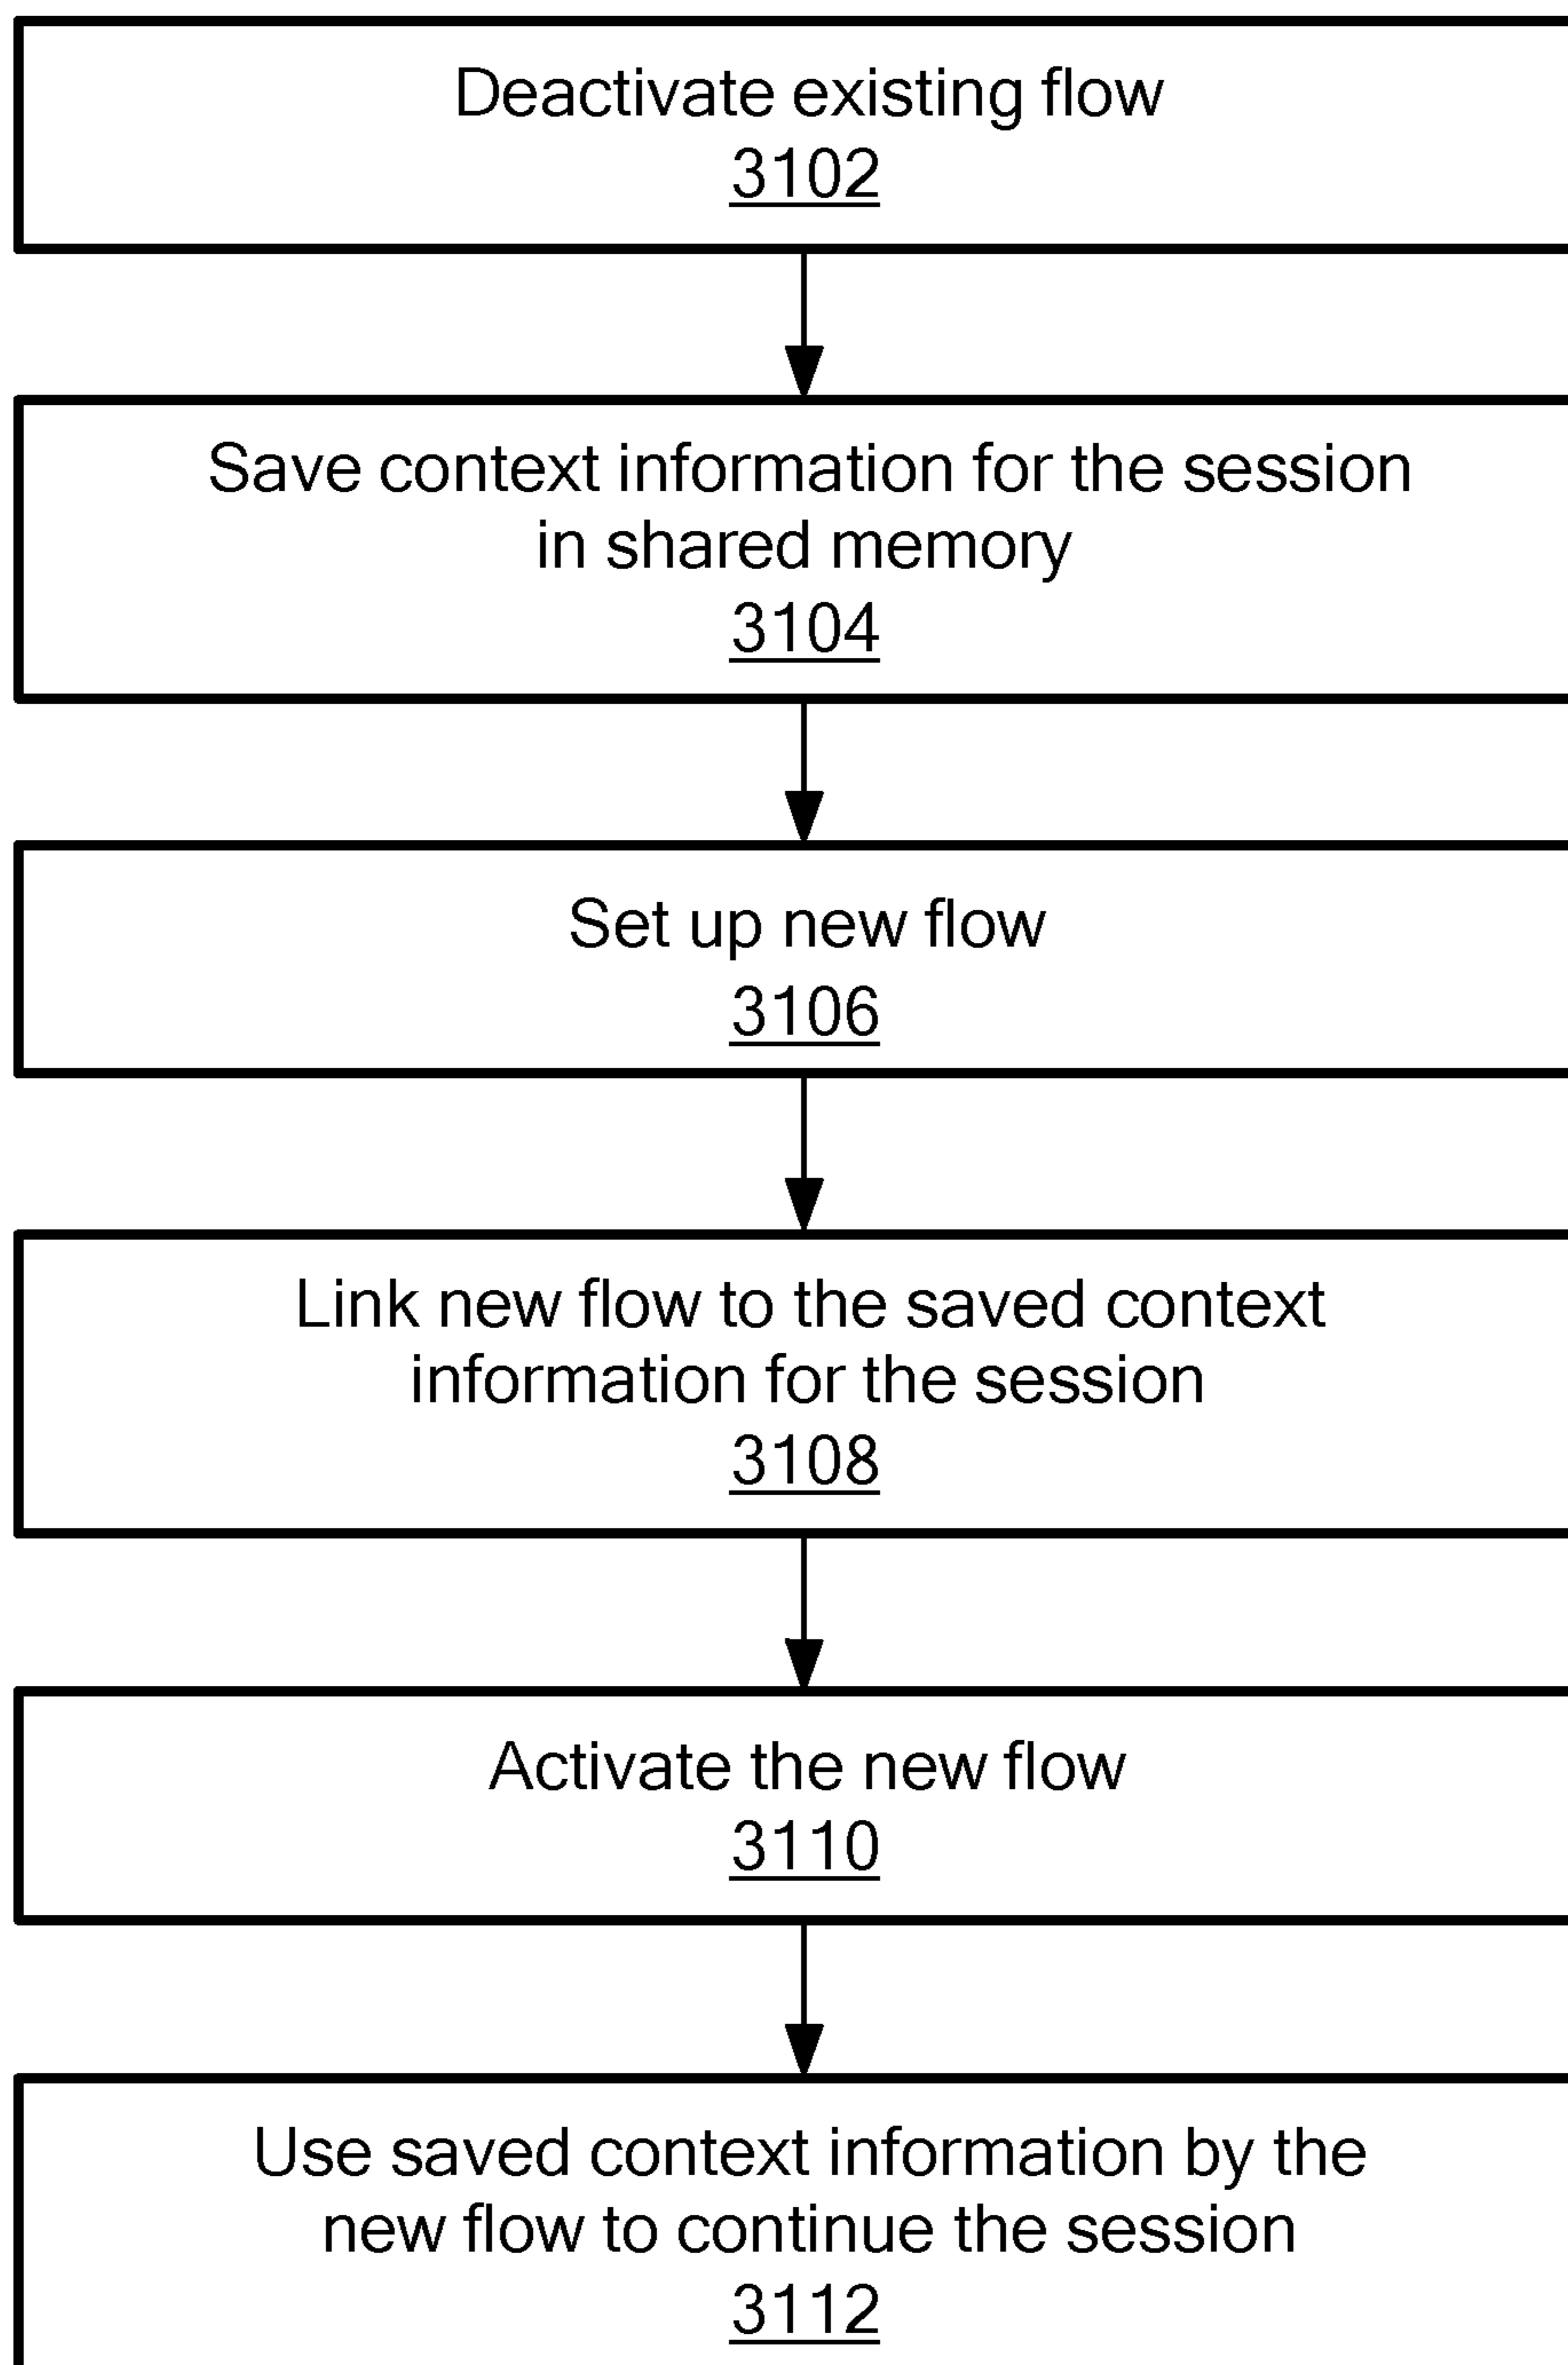 Deactivate existing flow
3102
Save context information for the session
in shared memory
3104
Set up new flow
3106
Link new flow to the saved context
information for the session
3108
Activate the new flow
3110
Use saved context information by the
new flow to continue the session
3112